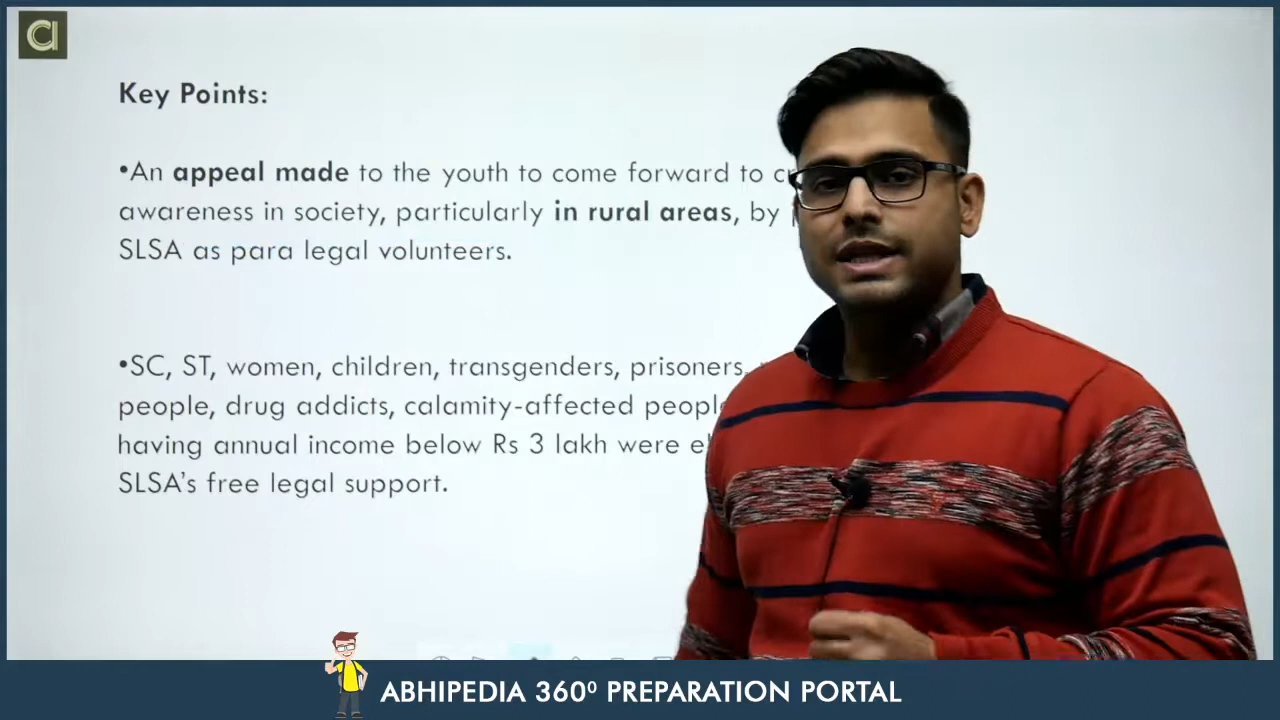 Key Points:
•An appeal made to the youth to come forward to
awareness in society, particularly in rural areas, by
SLSA as para legal volunteers.
•SC, ST, women, children, transgenders, prisoners,
people, drug addicts, calamity-affected people
having annual income below Rs 3 lakh were
SLSA's free legal support.
ABHIPEDIA 360⁰ PREPARATION PORTAL